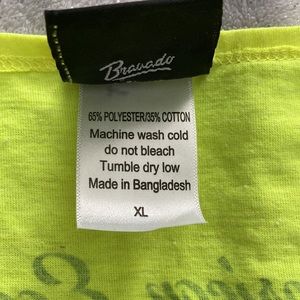 Bravado
65% POLYESTER/35% COTTON
Machine wash cold
do not bleach
Tumble dry low
Made in Bangladesh
XL